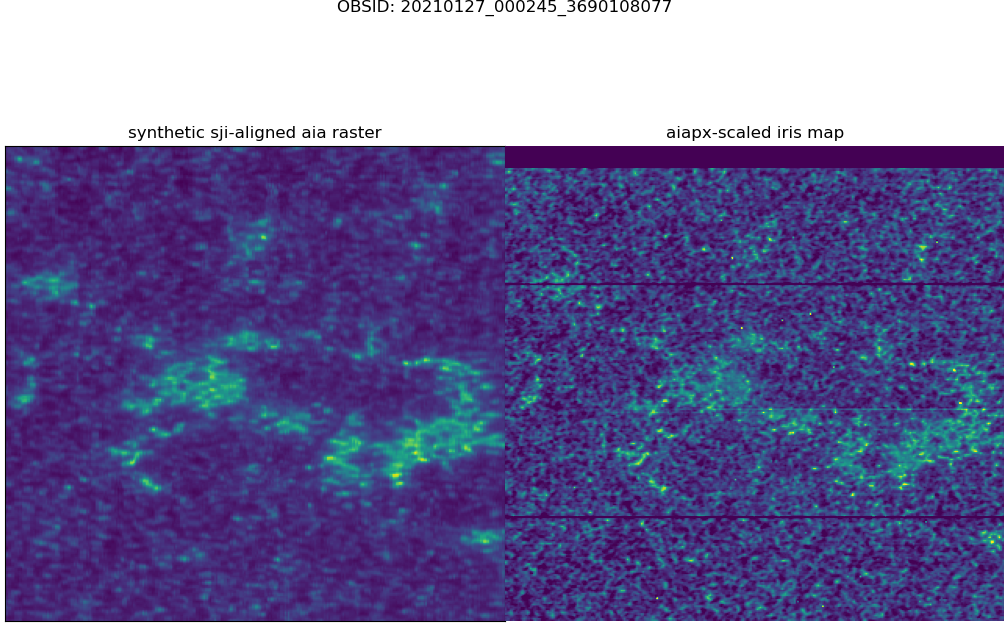 OBSID: 20210127_000245_3690108077
synthetic sji-aligned aia raster
aiapx-scaled iris map